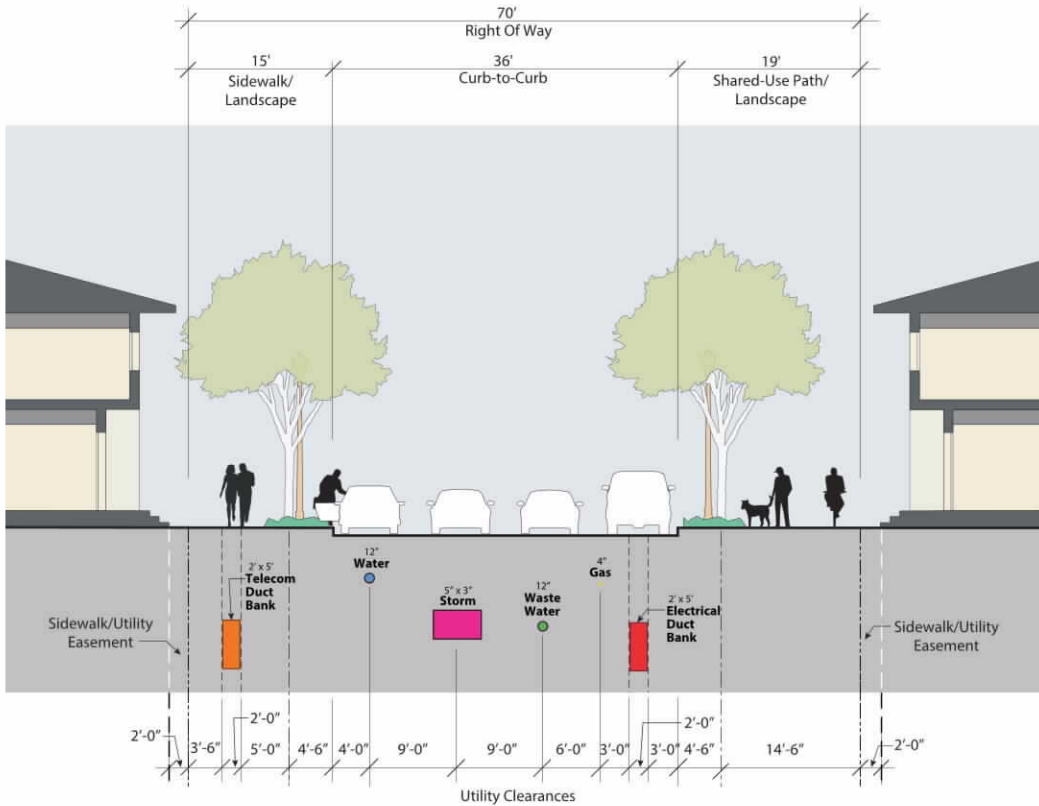 70’
Right Of Way
15’
Sidewalk/
Landscape
36’
Curb-to-Curb
19’
Shared-Use Path/
Landscape
2’ x 5’
Telecom
Duct
Bank
12”
Water
5” x 3”
Storm
12”
Waste
Water
4”
Gas
2’ x 5’
Electrical
Duct
Bank
Sidewalk/Utility
Easement
Sidewalk/Utility
Easement
2’-0”
3’-6”
2’-0”
5’-0”
4’-6”
4’-0”
9’-0”
9’-0”
6’-0”
3’-0”
2’-0”
3’-0”
4’-6”
14’-6”
2’-0”
Utility Clearances